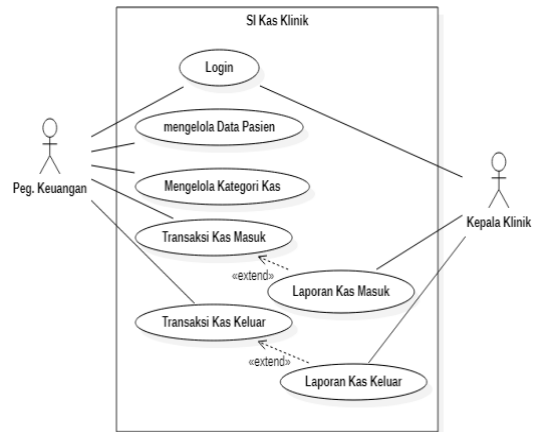 SI Kas Klinik
Login
mengelola Data Pasien
Peg. Keuangan
Mengelola Kategori Kas
Kepala Klinik
Transaksi Kas Masuk
«extend»
Laporan Kas Masuk
Transaksi Kas Keluar
«extend»
Laporan Kas Keluar